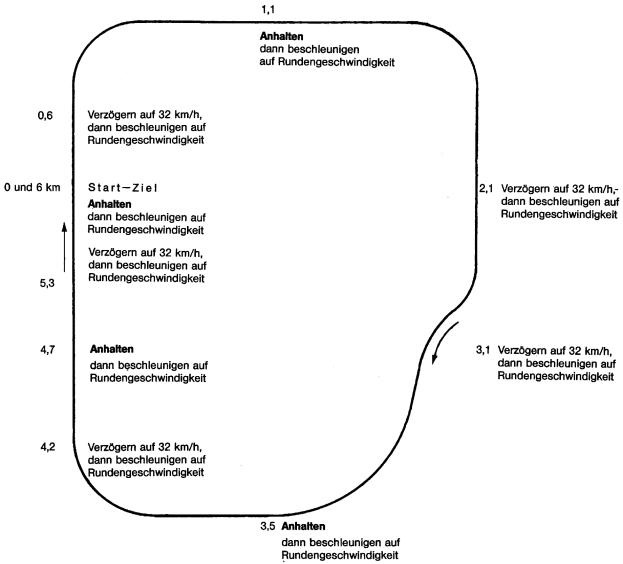 1,1
Anhalten
dann beschleunigen
auf Rundengeschwindigkeit
0,6
Verzögern auf 32 km/h,
dann beschleunigen auf
Rundengeschwindigkeit
0 und 6 km
Start–Ziel
Anhalten
dann beschleunigen auf
Rundengeschwindigkeit
2,1 Verzögern auf 32 km/h,-
dann beschleunigen auf
Rundengeschwindigkeit
Verzögern auf 32 km/h,
dann beschleunigen auf
Rundengeschwindigkeit
5,3
4,7
Anhalten
dann beschleunigen auf
Rundengeschwindigkeit
3,1 Verzögern auf 32 km/h,
dann beschleunigen auf
Rundengeschwindigkeit
4,2
Verzögern auf 32 km/h,
dann beschleunigen auf
Rundengeschwindigkeit
3,5 Anhalten
dann beschleunigen auf
Rundengeschwindigkeit